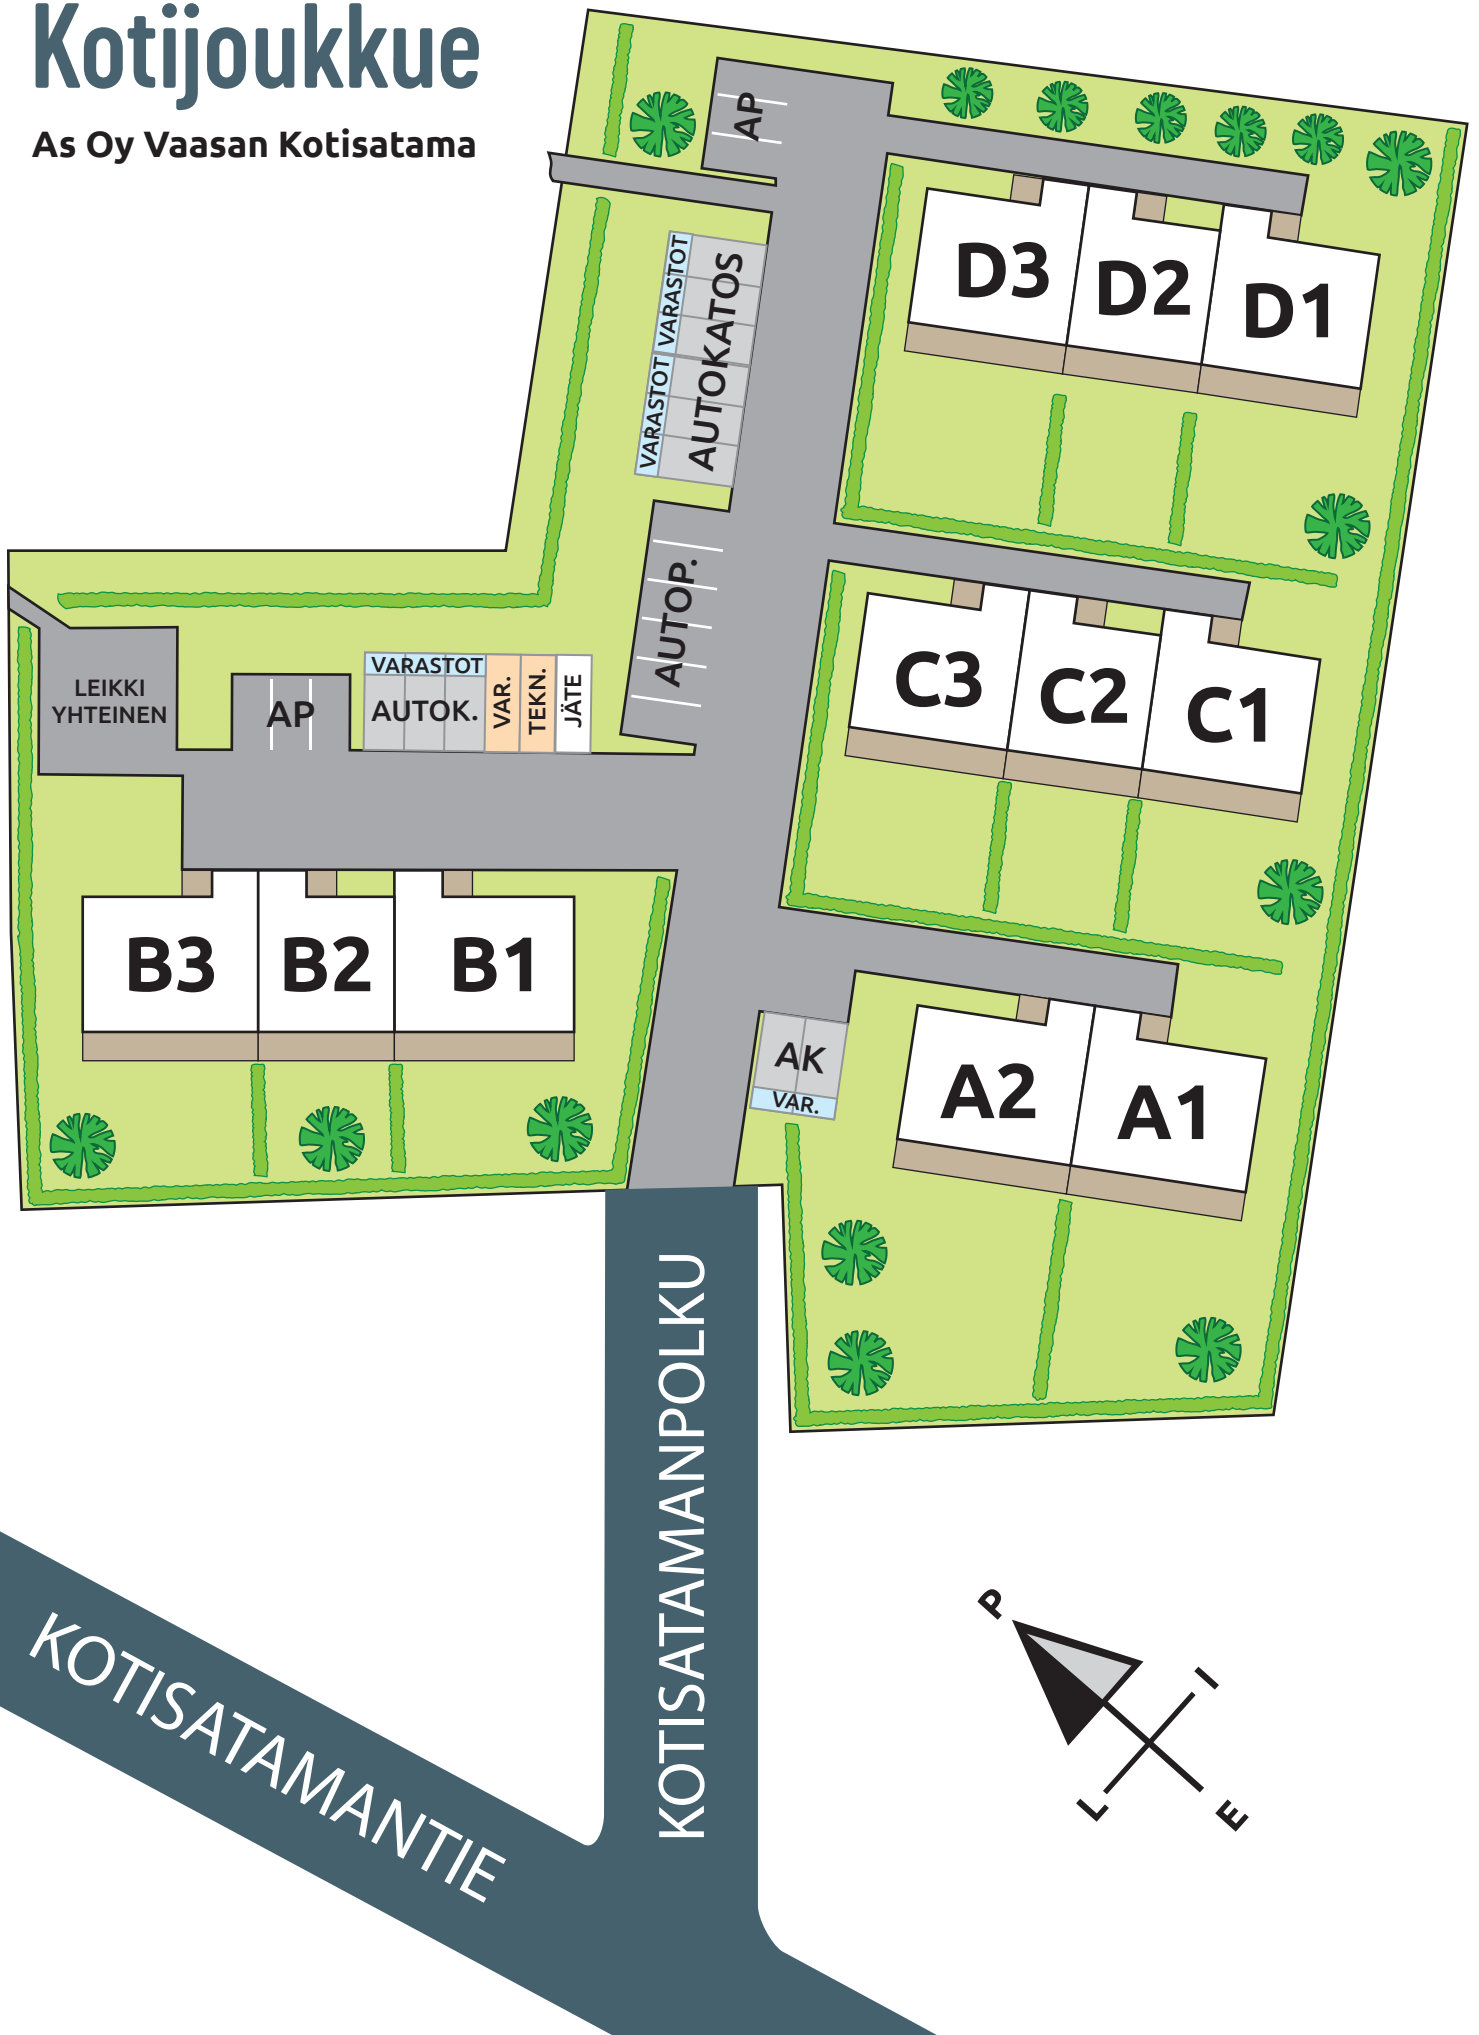 Kotijoukkue
As Oy Vaasan Kotisatama
AP
D3
D2
D1
VARASTOT
AUTOKATOS
VARASTOT
AUTOP.
C3
C2
C1
LEIKKI
YHTEINEN
AP
VARASTOT
AUTOK.
VAR.
TEKN.
JÄTE
B3
B2
B1
AK
VAR.
A2
A1
KOTISATAMANPOLKU
KOTISATAMANTIE
P
I
L
E